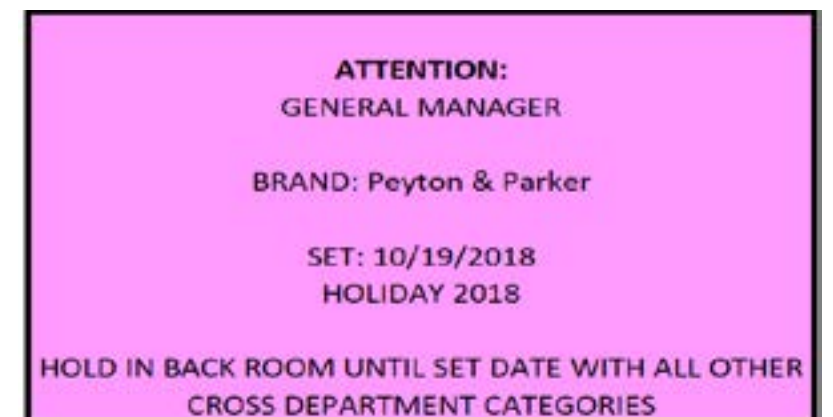 ATTENTION:
GENERAL MANAGER
BRAND: Peyton & Parker
SET: 10/19/2018
HOLIDAY 2018
HOLD IN BACK ROOM UNTIL SET DATE WITH ALL OTHER
CROSS DEPARTMENT CATEGORIES